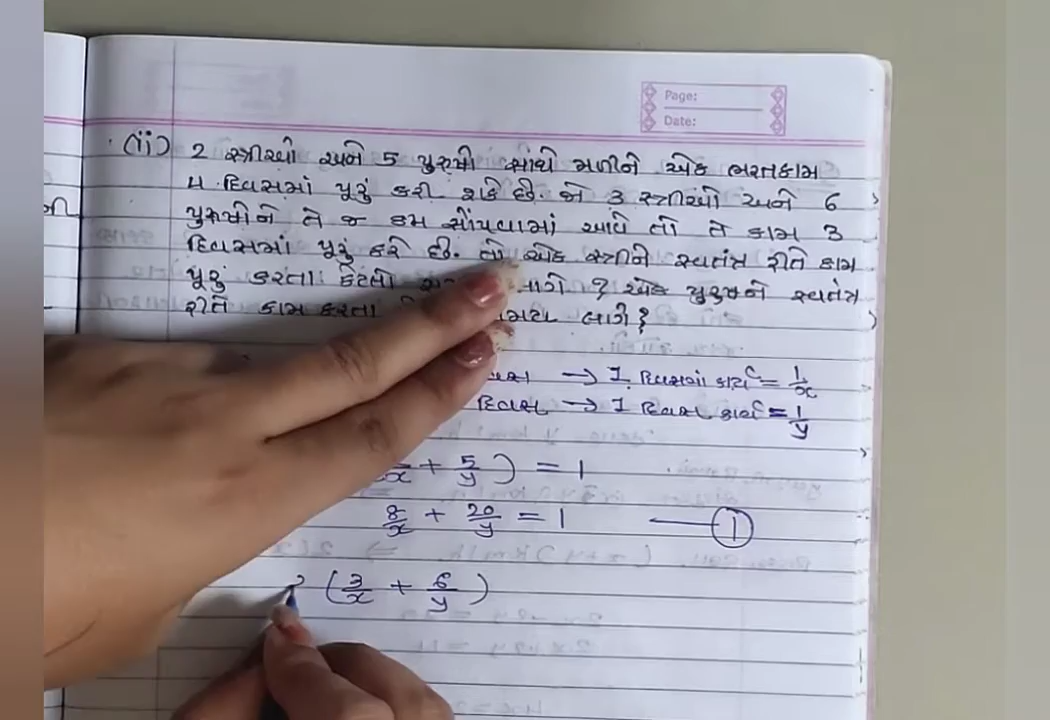 Page:
Date:
(ii) 2 સ્ત્રીઓ અને 5 પુરુષો સાથે મળીને એક ભરતકામ
4 દિવસમાં પૂરું કરી શકે છે. જો 3 સ્ત્રીઓ અને 6
પુરુષોને તે જ કામ સોંપવામાં આવે તો તે કામ 3
દિવસમાં પૂરું કરે છે. તો એક સ્ત્રીને સ્વતંત્ર રીતે કામ
પૂરું કરતા કેટલો લાગે ? એક પુરુષને સ્વતંત્ર
રીતે કામ કરતા લાગે ?
→ 1 દિવસમાં કાર્ય = 1/x
દિવસ → 1 દિવસ કાર્ય = 1/y
+ 5/y ) = 1
8/x + 20/y = 1 —— ①
(3/x + 6/y)